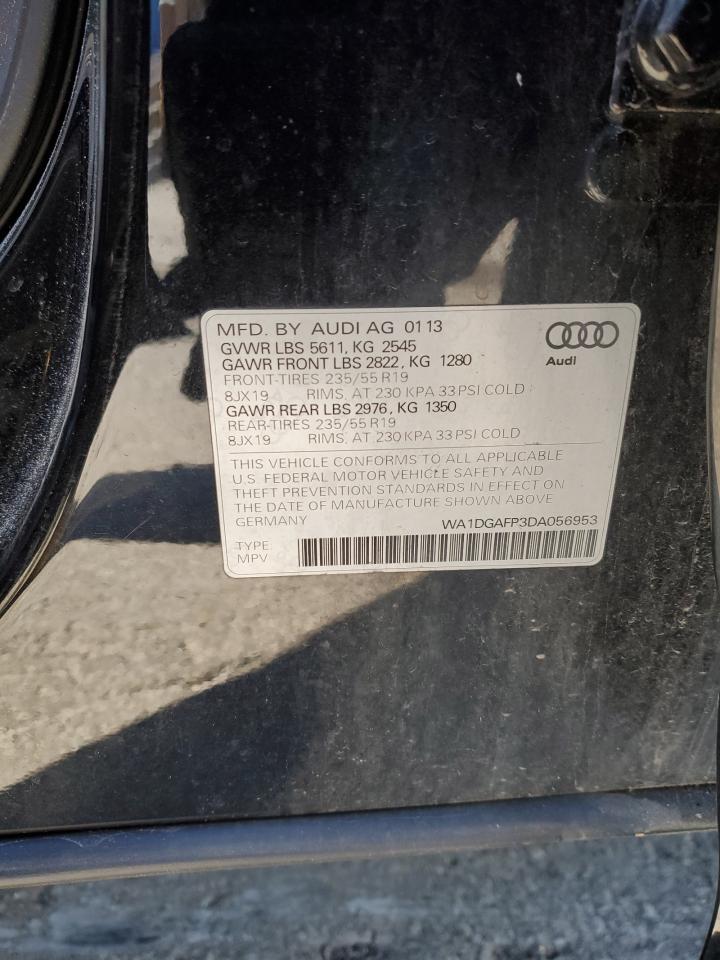 MFD. BY AUDI AG 01 13
GVWR LBS 5611, KG 2545
GAWR FRONT LBS 2822, KG 1280
FRONT-TIRES 235/55 R19
8JX19 RIMS, AT 230 KPA 33 PSI COLD
GAWR REAR LBS 2976, KG 1350
REAR-TIRES 235/55 R19
8JX19 RIMS, AT 230 KPA 33 PSI COLD
Audi
THIS VEHICLE CONFORMS TO ALL APPLICABLE
U.S. FEDERAL MOTOR VEHICLE SAFETY AND
THEFT PREVENTION STANDARDS IN EFFECT ON
THE DATE OF MANUFACTURE SHOWN ABOVE
GERMANY WA1DGAFP3DA056953
TYPE:
MPV